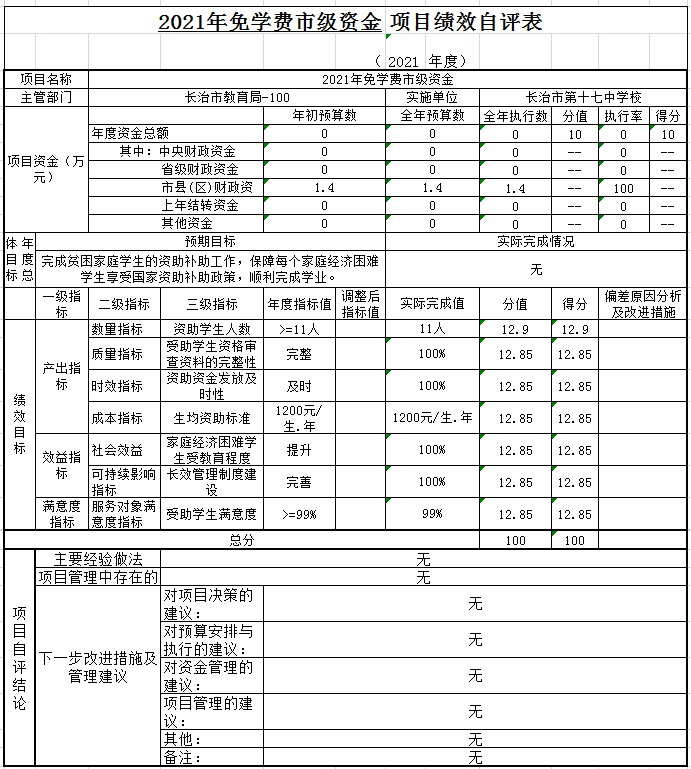 2021年免学费市级资金 项目绩效自评表
（ 2021 年度）
项目名称 2021年免学费市级资金
主管部门 长治市教育局-100 实施单位 长治市第十七中学校
项目资金（万元） 年初预算数 全年预算数 全年执行数 分值 执行率 得分
年度资金总额 0 0 0 10 0 10
其中：中央财政资金 0 0 0 -- 0 --
省级财政资金 0 0 0 -- 0 --
市县(区)财政资 1.4 1.4 1.4 -- 100 --
上年结转资金 0 0 0 -- 0 --
其他资金 0 0 0 -- 0 --
体 年
目 度
标 总
预期目标 实际完成情况
完成贫困家庭学生的资助补助工作，保障每个家庭经济困难
学生享受国家资助补助政策，顺利完成学业。
无
绩效目标
一级指标 二级指标 三级指标 年度指标值 调整后指标值 实际完成值 分值 得分 偏差原因分析及改进措施
产出指标 数量指标 资助学生人数 >=11人 11人 12.9 12.9
质量指标 受助学生资格审查资料的完整性 完整 100% 12.85 12.85
时效指标 资助资金发放及时性 及时 100% 12.85 12.85
成本指标 生均资助标准 1200元/生.年 1200元/生.年 12.85 12.85
效益指标 社会效益 家庭经济困难学生受教育程度 提升 100% 12.85 12.85
可持续影响指标 长效管理制度建设 完善 100% 12.85 12.85
满意度指标 服务对象满意度指标 受助学生满意度 >=99% 99% 12.85 12.85
总分 100 100
项目自评结论
主要经验做法 无
项目管理中存在的 无
下一步改进措施及管理建议
对项目决策的建议： 无
对预算安排与执行的建议： 无
对资金管理的建议： 无
项目管理的建议： 无
其他： 无
备注： 无